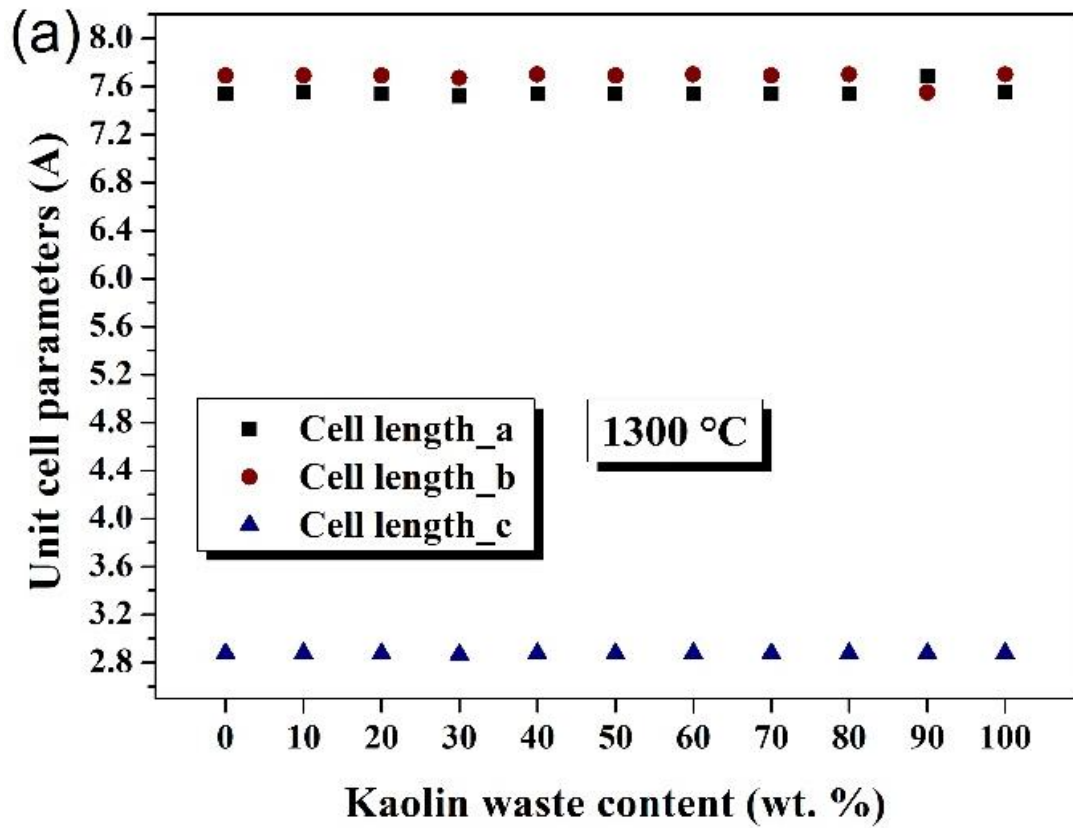 (a)
8.0
7.6
7.2
6.8
6.4
6.0
5.6
5.2
4.8
4.4
4.0
3.6
3.2
2.8
Unit cell parameters (A)
Cell length_a
Cell length_b
Cell length_c
1300 °C
0 10 20 30 40 50 60 70 80 90 100
Kaolin waste content (wt. %)